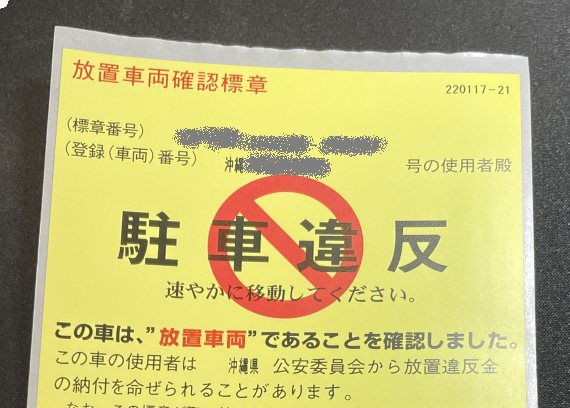 放置車両確認標章
220117-21
(標章番号)
(登録(車両)番号) 沖縄 号の使用者殿
駐車違反
速やかに移動してください。
この車は、”放置車両”であることを確認しました。
この車の使用者は 沖縄県 公安委員会から放置違反金
の納付を命ぜられることがあります。